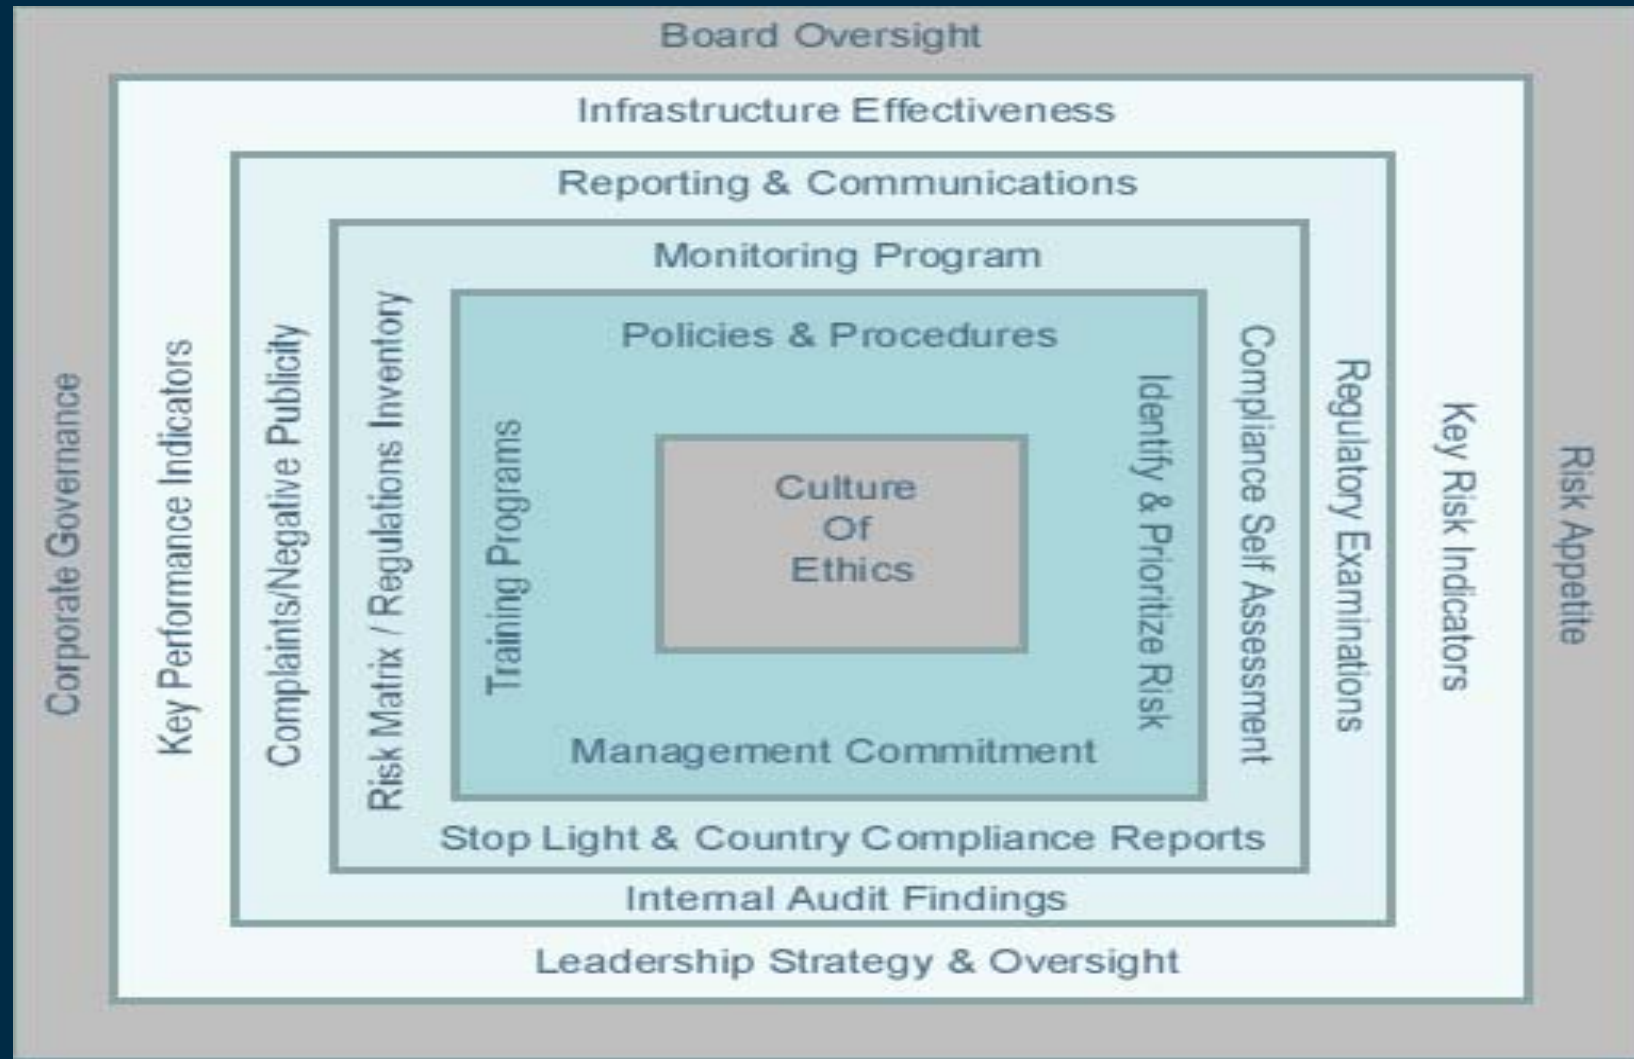 Board Oversight
Infrastructure Effectiveness
Reporting & Communications
Monitoring Program
Policies & Procedures
Corporate Governance
Key Performance Indicators
Complaints/Negative Publicity
Risk Matrix / Regulations Inventory
Training Programs
Culture
Of
Ethics
Identify & Prioritize Risk
Compliance Self Assessment
Regulatory Examinations
Key Risk Indicators
Risk Appetite
Management Commitment
Stop Light & Country Compliance Reports
Internal Audit Findings
Leadership Strategy & Oversight